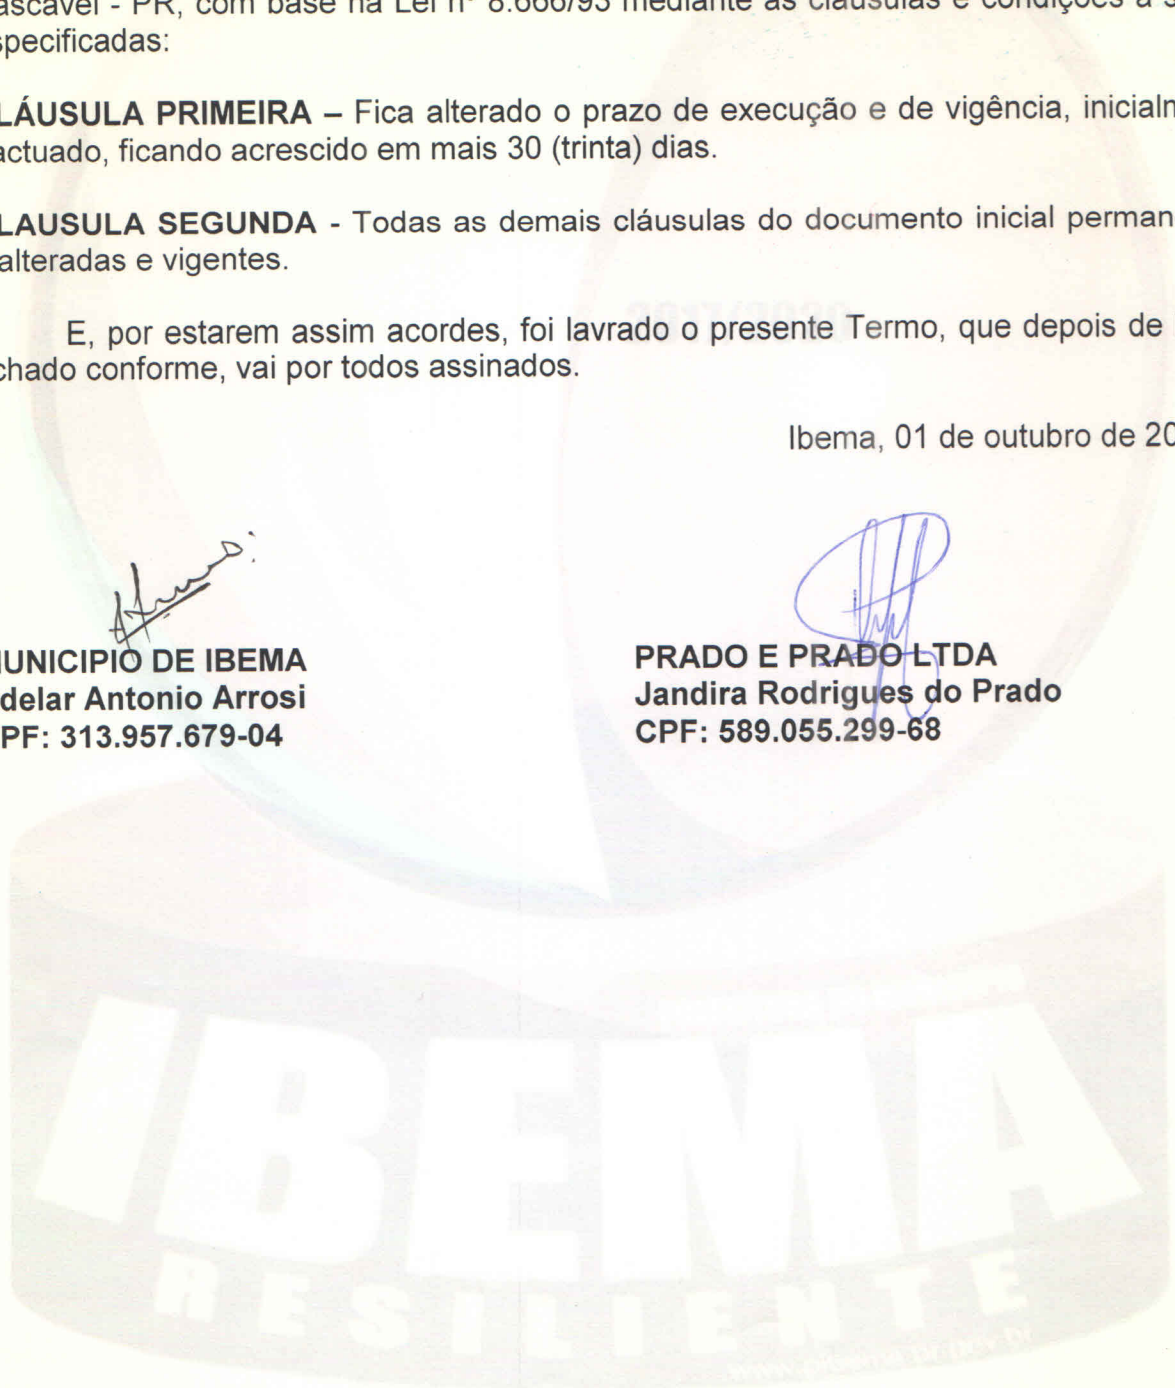 ascavel - PR, com base na Lei nº 8.666/93 mediante as cláusulas e condições a s
specificadas:
LÁUSULA PRIMEIRA – Fica alterado o prazo de execução e de vigência, inicialm
actuado, ficando acrescido em mais 30 (trinta) dias.
LAUSULA SEGUNDA - Todas as demais cláusulas do documento inicial perman
alteradas e vigentes.
E, por estarem assim acordes, foi lavrado o presente Termo, que depois de
chado conforme, vai por todos assinados.
Ibema, 01 de outubro de 20
MUNICIPIO DE IBEMA
delar Antonio Arrosi
PF: 313.957.679-04
PRADO E PRADO LTDA
Jandira Rodrigues do Prado
CPF: 589.055.299-68
IBEMA
RESILIENTE